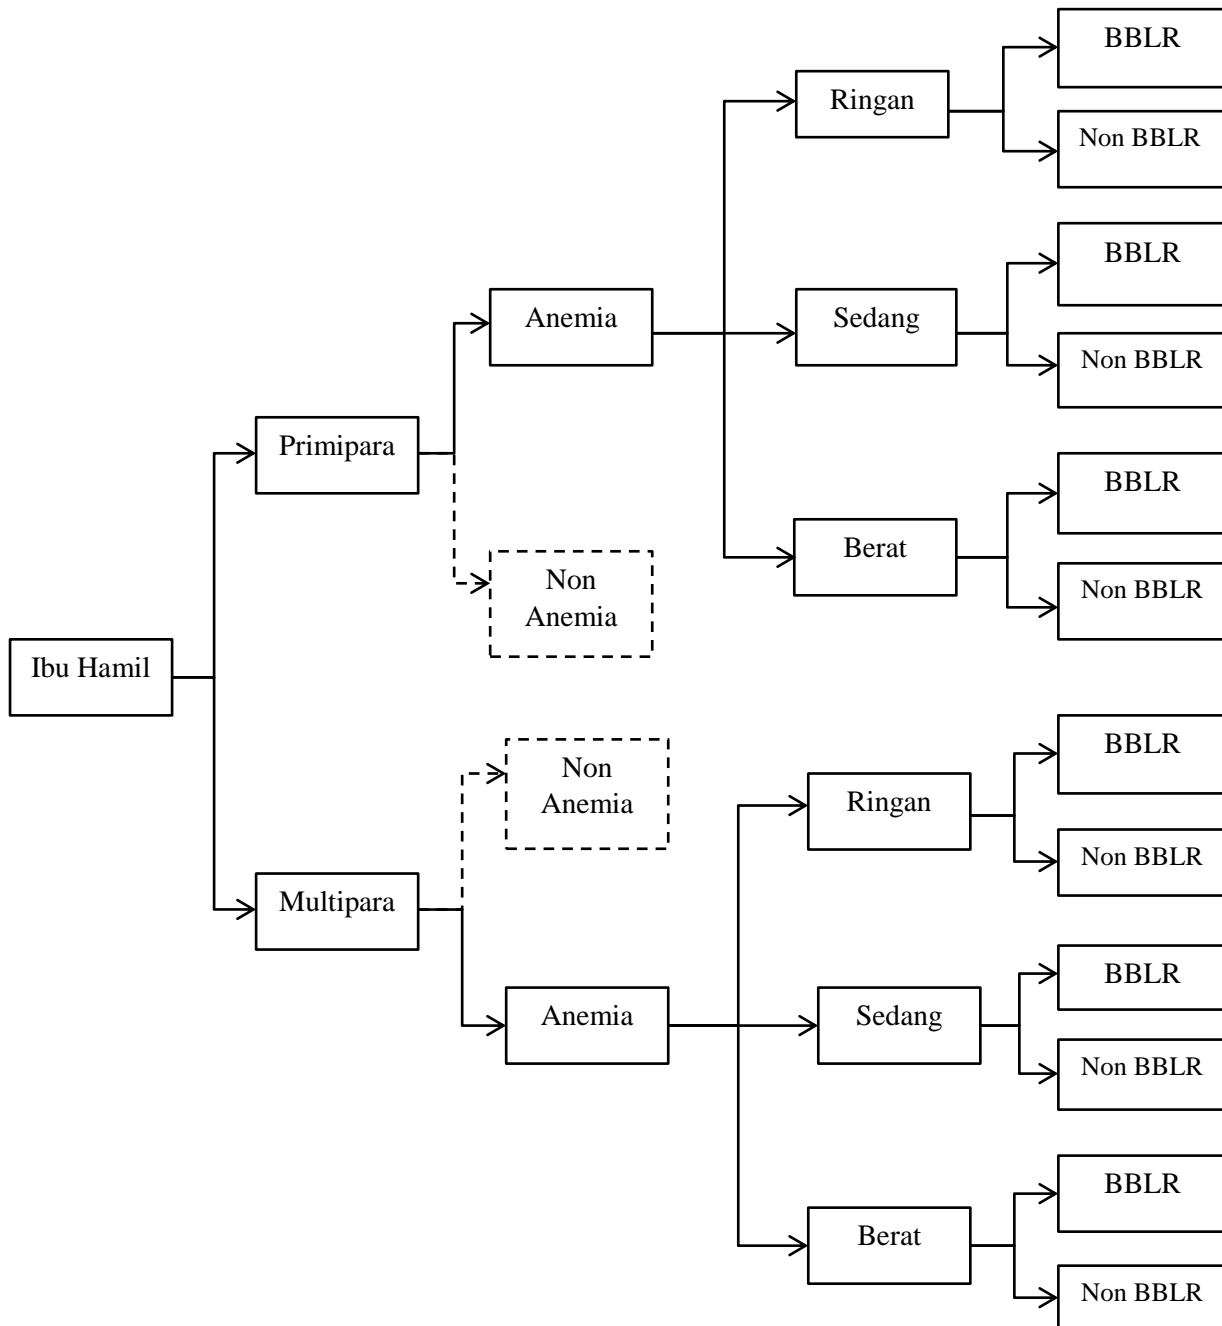 BBLR
Ringan
Non BBLR
BBLR
Anemia
Sedang
Non BBLR
Primipara
BBLR
Berat
Non
Anemia
Non BBLR
Ibu Hamil
BBLR
Non
Anemia
Ringan
Non BBLR
Multipara
BBLR
Anemia
Sedang
Non BBLR
BBLR
Berat
Non BBLR